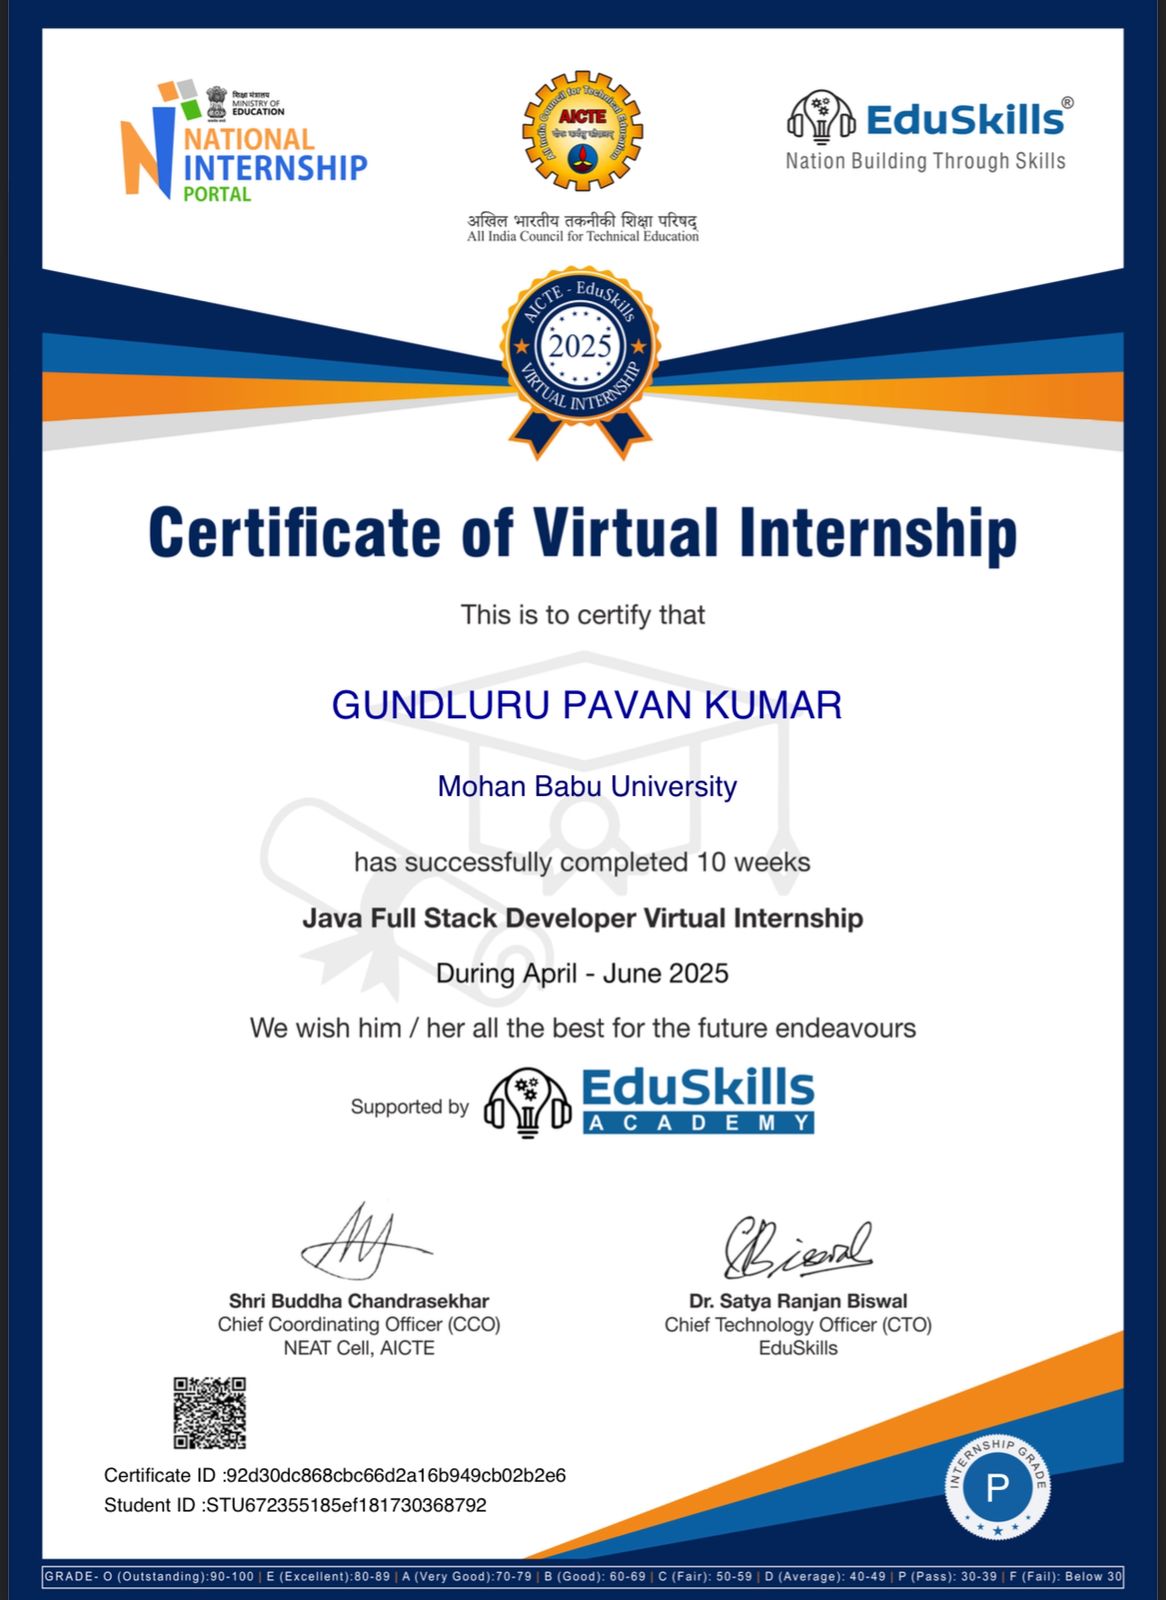 शिक्षा मंत्रालय
MINISTRY OF
EDUCATION
NATIONAL
INTERNSHIP
PORTAL
All India Council for Technical Education
AICTE
EduSkills®
Nation Building Through Skills
अखिल भारतीय तकनीकी शिक्षा परिषद्
All India Council for Technical Education
AICTE - EduSkills
2025
VIRTUAL INTERNSHIP
Certificate of Virtual Internship
This is to certify that
GUNDLURU PAVAN KUMAR
Mohan Babu University
has successfully completed 10 weeks
Java Full Stack Developer Virtual Internship
During April - June 2025
We wish him / her all the best for the future endeavours
Supported by
EduSkills
ACADEMY
Shri Buddha Chandrasekhar
Chief Coordinating Officer (CCO)
NEAT Cell, AICTE
Dr. Satya Ranjan Biswal
Chief Technology Officer (CTO)
EduSkills
Certificate ID :92d30dc868cbc66d2a16b949cb02b2e6
Student ID :STU672355185ef181730368792
INTERNSHIP GRADE
P
GRADE- O (Outstanding):90-100 | E (Excellent):80-89 | A (Very Good):70-79 | B (Good): 60-69 | C (Fair): 50-59 | D (Average): 40-49 | P (Pass): 30-39 | F (Fail): Below 30